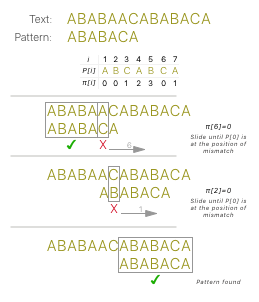 Text: ABABAACABABACA
Pattern: ABABACA
i 1 2 3 4 5 6 7
P[i] A B C A B C A
π[i] 0 0 1 2 3 0 1
ABABAACABABACA
ABABACA
✓ X 6
π[6]=0
Slide until P[0] is
at the position of
mismatch
ABABAACABABACA
ABABACA
X 1
π[2]=0
Slide until P[0] is
at the position of
mismatch
ABABAACABABACA
ABABACA
✓ Pattern found